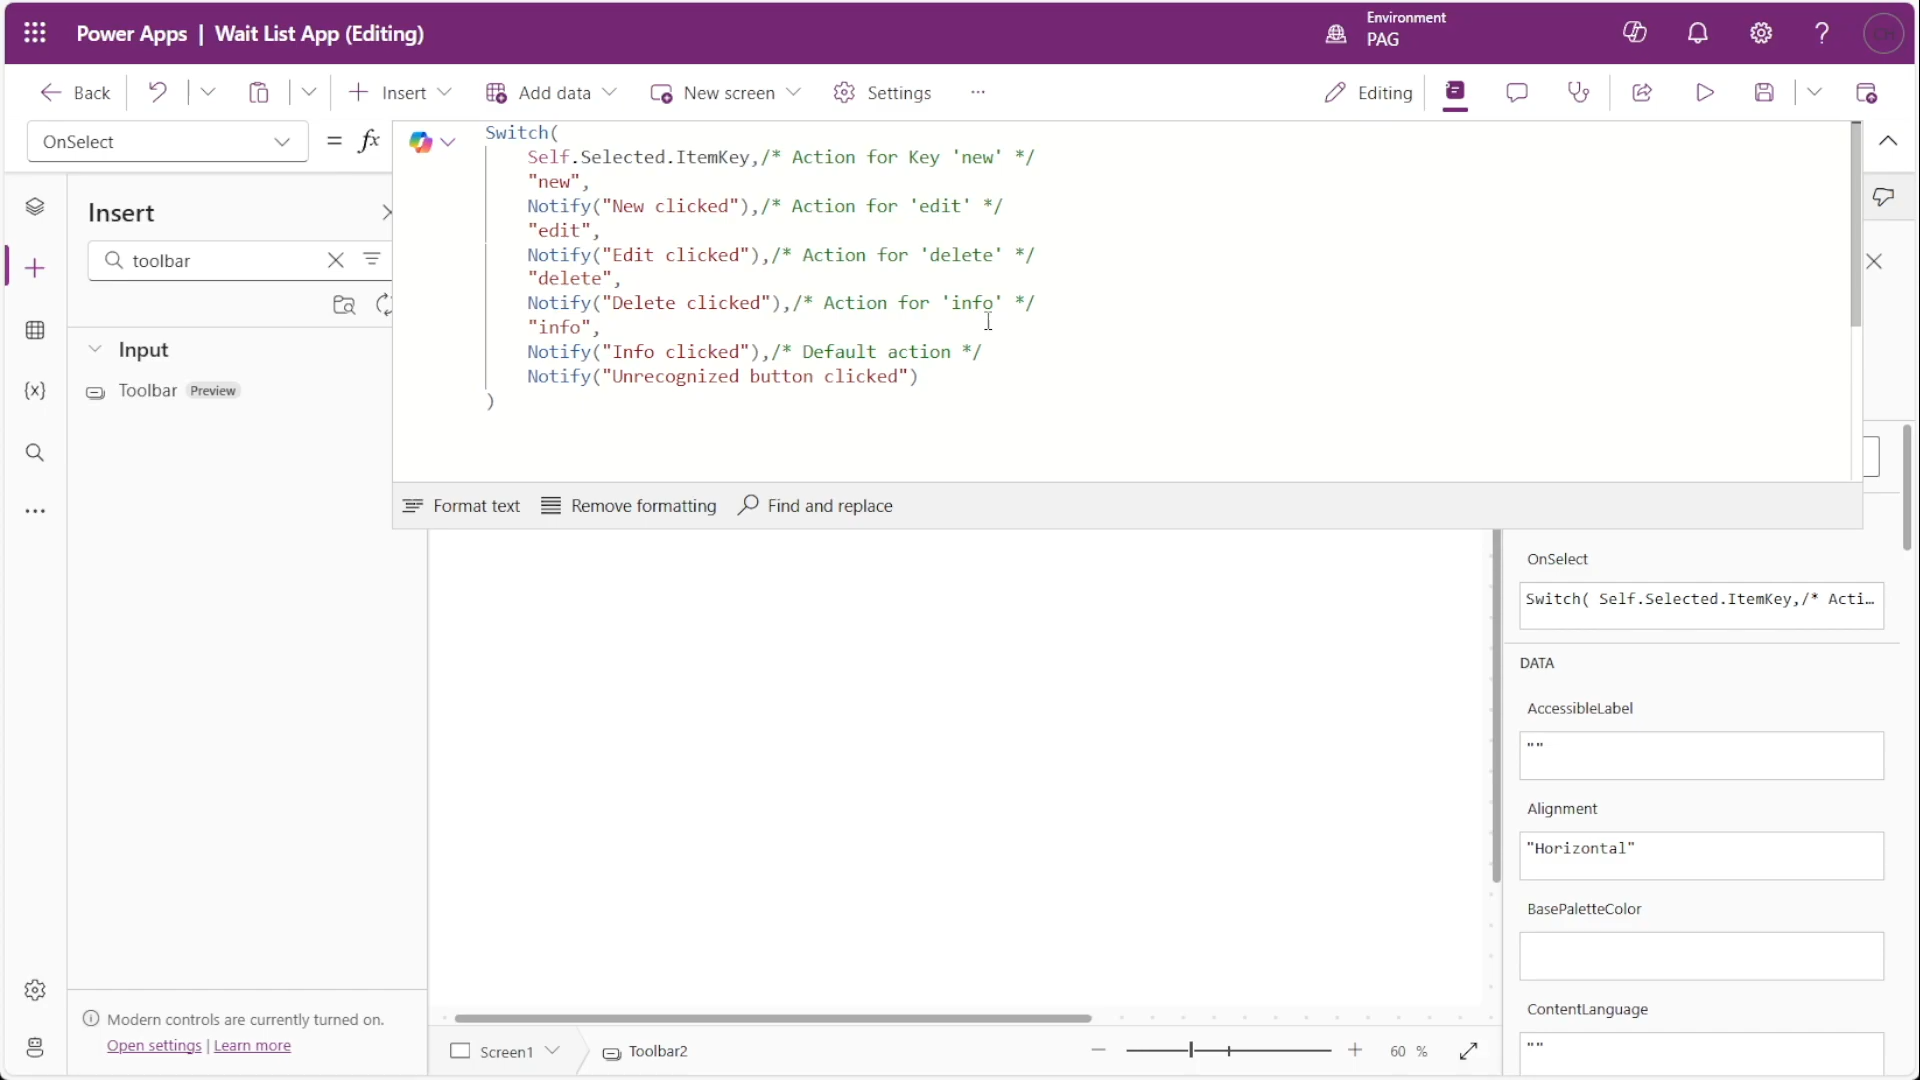 Power Apps | Wait List App (Editing)
Environment
PAG
Back
Insert
Add data
New screen
Settings
...
Editing
OnSelect
= fx
Switch(
Self.Selected.ItemKey,/* Action for Key 'new' */
"new",
Notify("New clicked"),/* Action for 'edit' */
"edit",
Notify("Edit clicked"),/* Action for 'delete' */
"delete",
Notify("Delete clicked"),/* Action for 'info' */
"info",
Notify("Info clicked"),/* Default action */
Notify("Unrecognized button clicked")
)
Format text
Remove formatting
Find and replace
Insert
toolbar
Input
Toolbar Preview
Modern controls are currently turned on.
Open settings | Learn more
OnSelect
Switch( Self.Selected.ItemKey,/* Acti…
DATA
AccessibleLabel
""
Alignment
"Horizontal"
BasePaletteColor
ContentLanguage
""
Screen1
Toolbar2
60 %